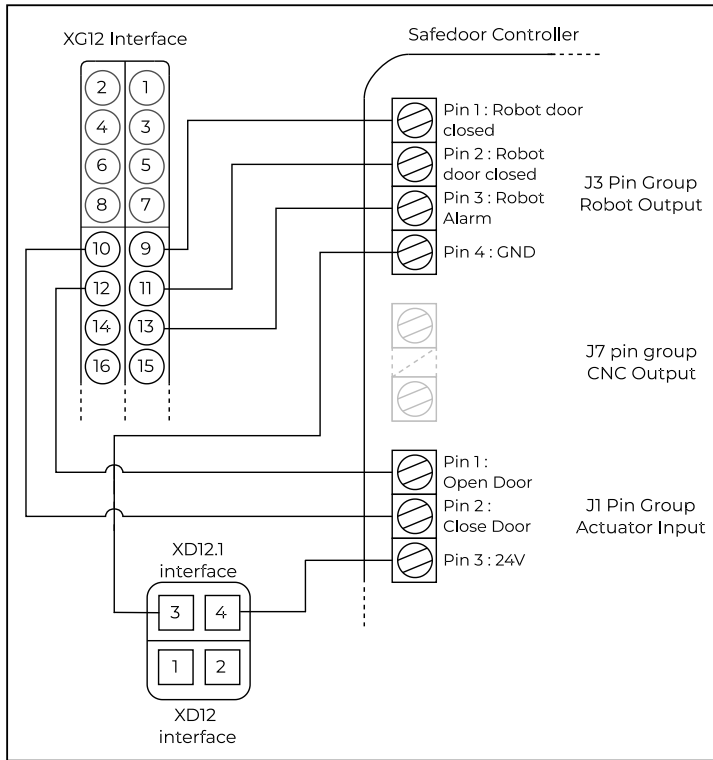 XG12 Interface
Safedoor Controller
2 1
4 3
6 5
8 7
10 9
12 11
14 13
16 15
Pin 1 : Robot door
closed
Pin 2 : Robot
door closed
Pin 3 : Robot
Alarm
Pin 4 : GND
J3 Pin Group
Robot Output
J7 pin group
CNC Output
Pin 1 :
Open Door
Pin 2 :
Close Door
Pin 3 : 24V
J1 Pin Group
Actuator Input
XD12.1
interface
3 4
1 2
XD12
interface